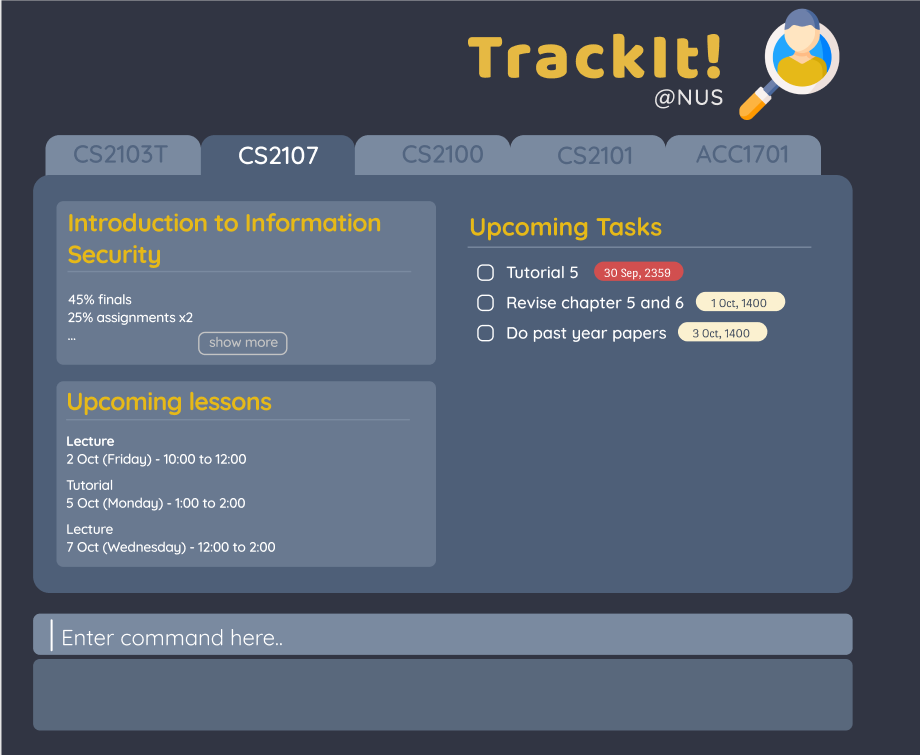 TrackIt!
@NUS
CS2103T
CS2107
CS2100
CS2101
ACC1701
Introduction to Information
Security
45% finals
25% assignments x2
...
show more
Upcoming lessons
Lecture
2 Oct (Friday) - 10:00 to 12:00
Tutorial
5 Oct (Monday) - 1:00 to 2:00
Lecture
7 Oct (Wednesday) - 12:00 to 2:00
Upcoming Tasks
Tutorial 5 30 Sep, 2359
Revise chapter 5 and 6 1 Oct, 1400
Do past year papers 3 Oct, 1400
Enter command here..